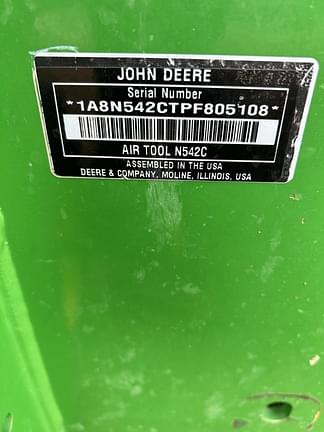 JOHN DEERE
Serial Number
*1A8N542CTPF805108*
AIR TOOL N542C
ASSEMBLED IN THE USA
DEERE & COMPANY, MOLINE, ILLINOIS, USA